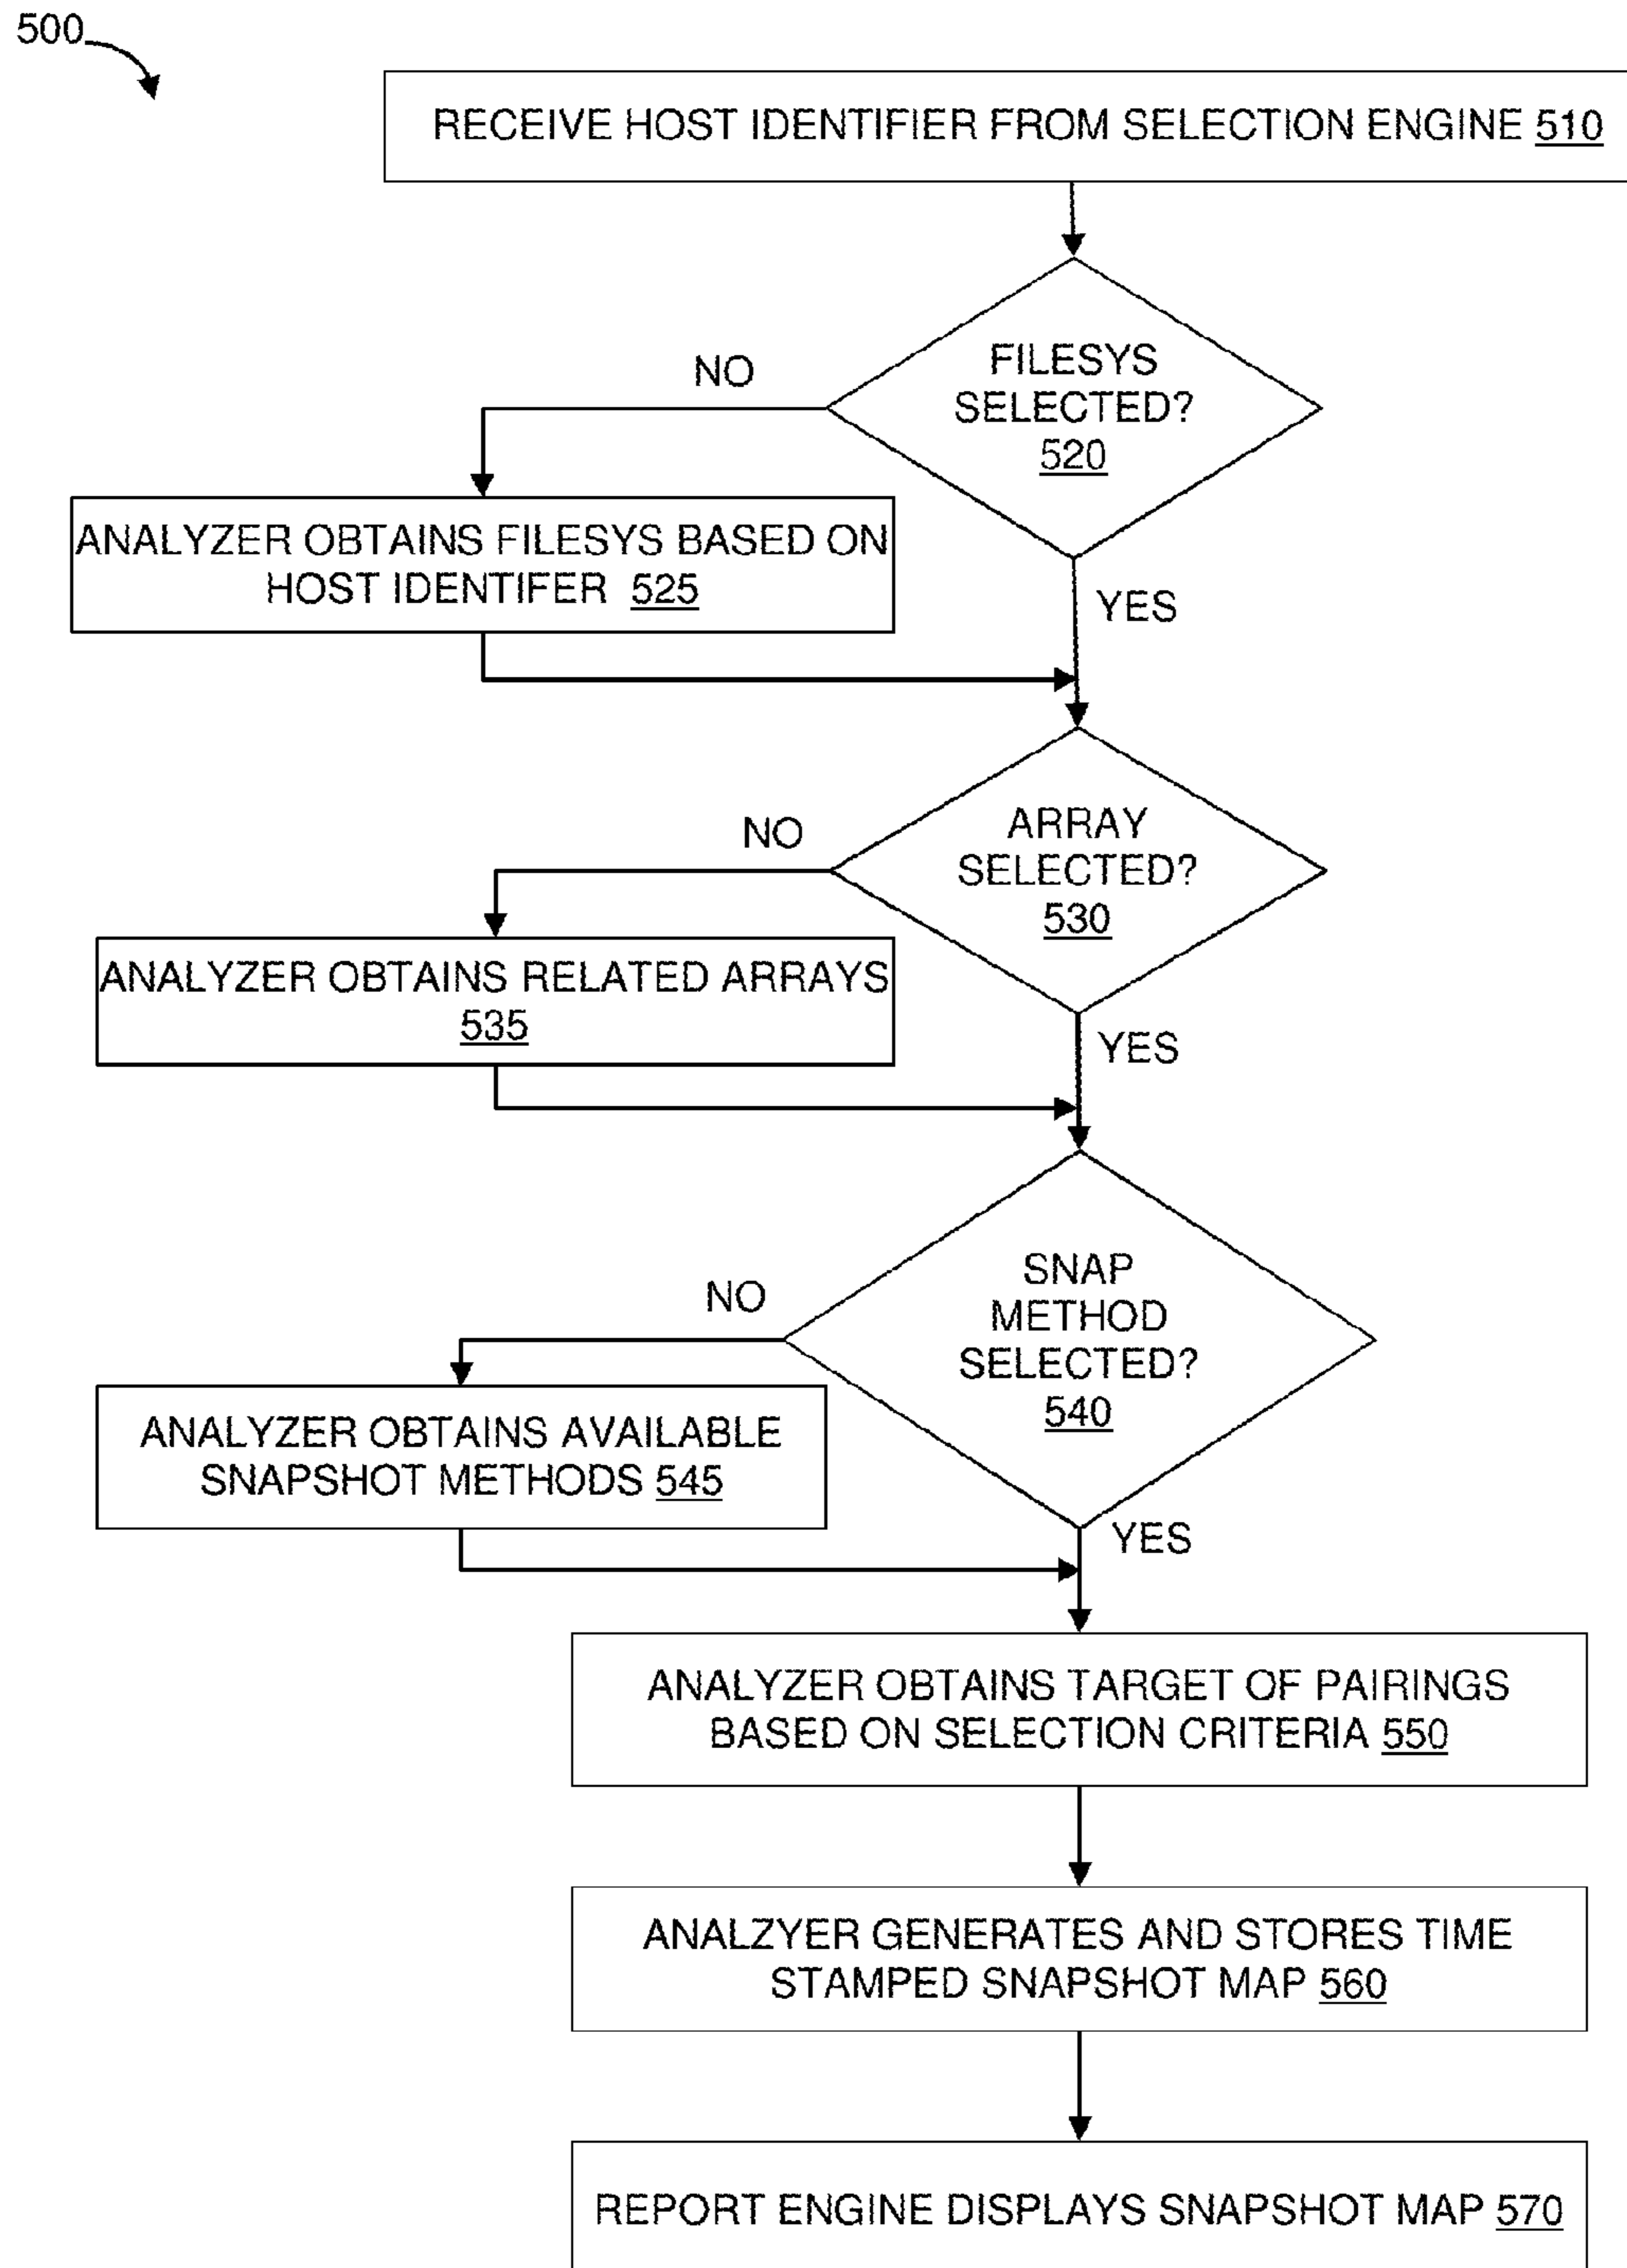 500
RECEIVE HOST IDENTIFIER FROM SELECTION ENGINE 510
FILESYS
SELECTED?
520
NO
YES
ANALYZER OBTAINS FILESYS BASED ON
HOST IDENTIFER 525
ARRAY
SELECTED?
530
NO
YES
ANALYZER OBTAINS RELATED ARRAYS
535
SNAP
METHOD
SELECTED?
540
NO
YES
ANALYZER OBTAINS AVAILABLE
SNAPSHOT METHODS 545
ANALYZER OBTAINS TARGET OF PAIRINGS
BASED ON SELECTION CRITERIA 550
ANALZYER GENERATES AND STORES TIME
STAMPED SNAPSHOT MAP 560
REPORT ENGINE DISPLAYS SNAPSHOT MAP 570